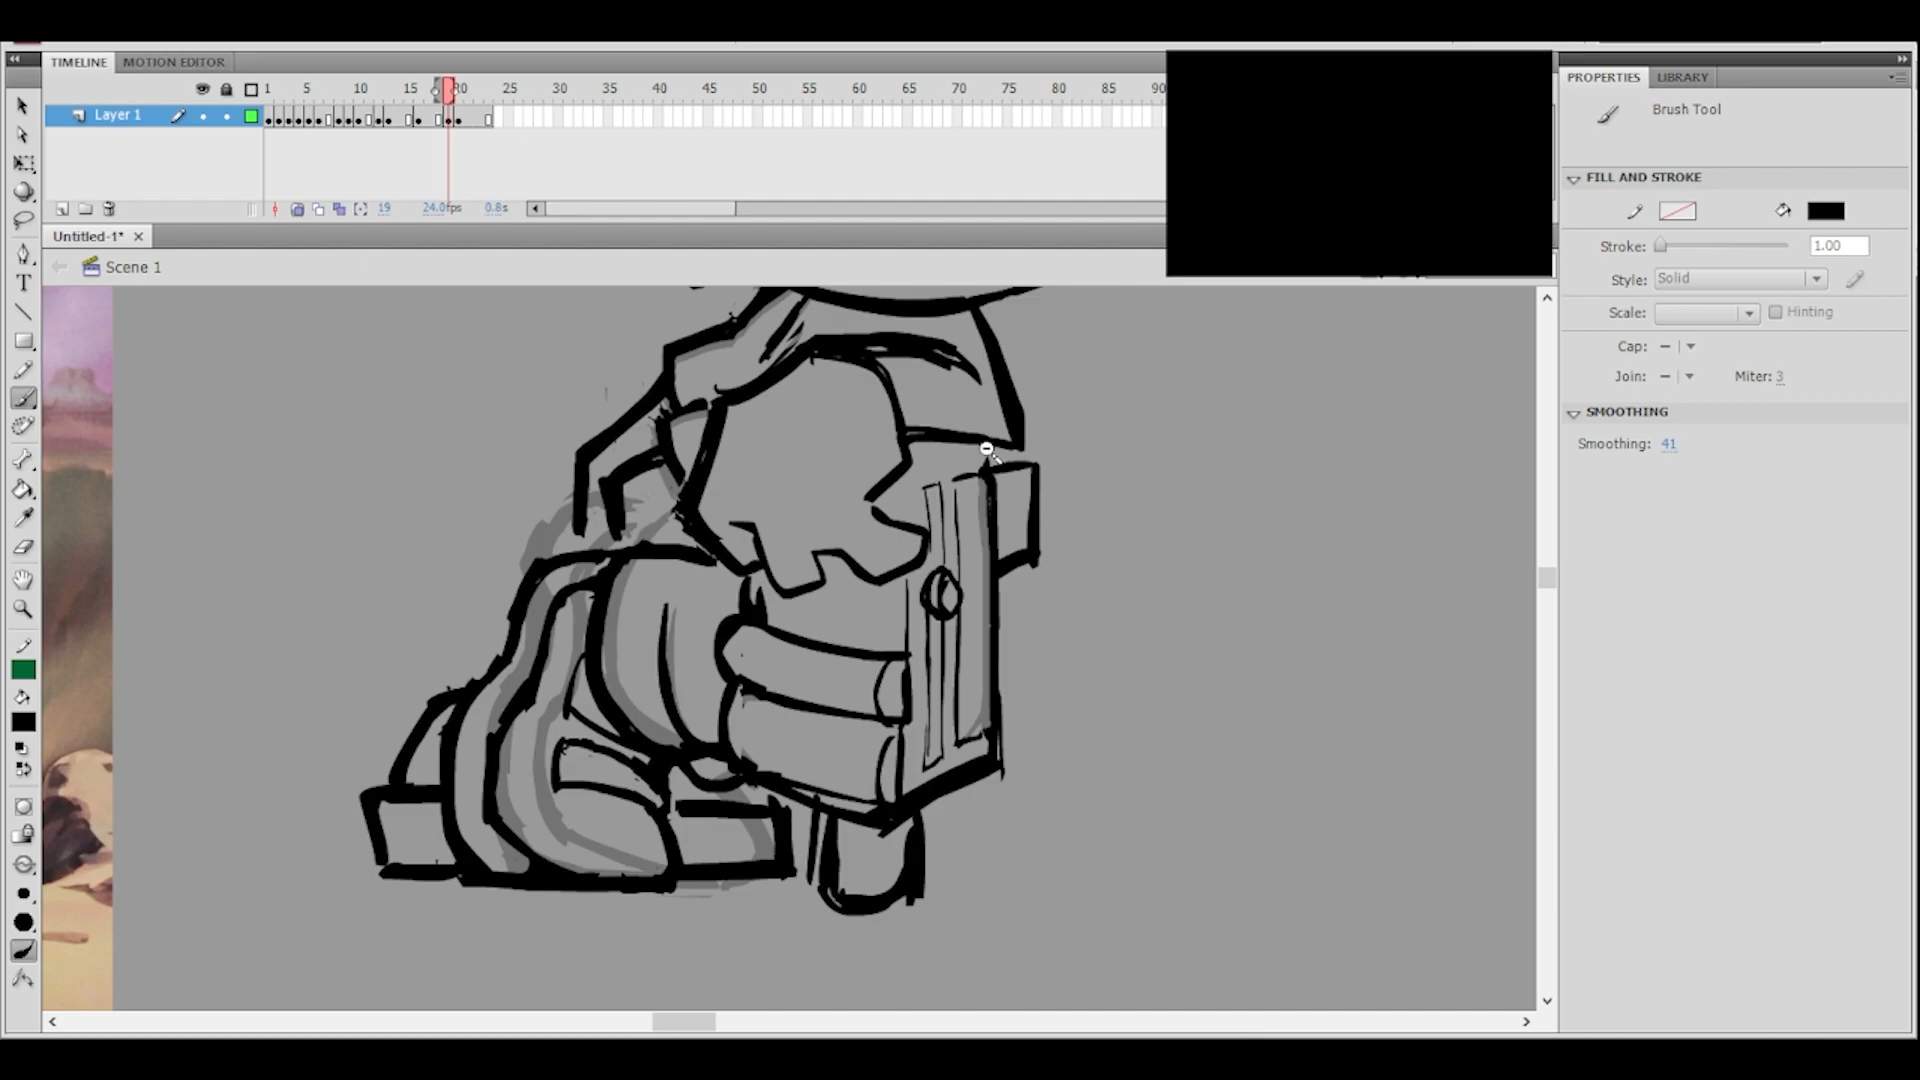 TIMELINE MOTION EDITOR
1 5 10 15 20 25 30 35 40 45 50 55 60 65 70 75 80 85 90
Layer 1
19 24.0fps 0.8s
Untitled-1*
Scene 1
PROPERTIES LIBRARY
Brush Tool
FILL AND STROKE
Stroke: 1.00
Style: Solid
Scale: Hinting
Cap:
Join: Miter: 3
SMOOTHING
Smoothing: 41